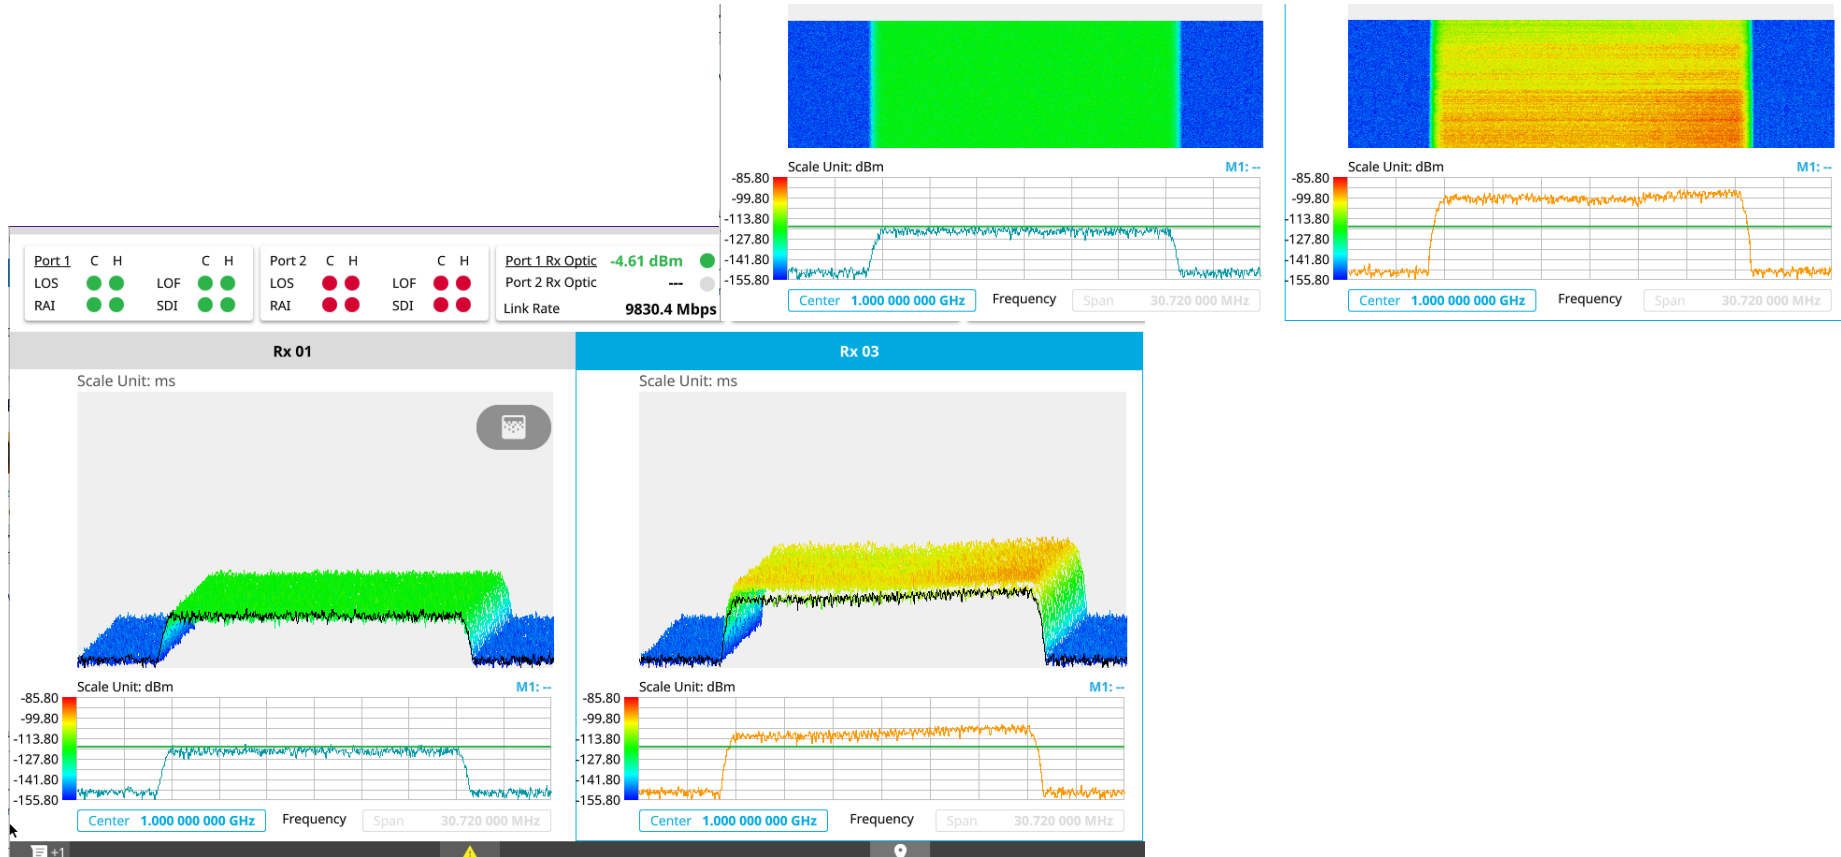 Scale Unit: dBm M1: --
-85.80
-99.80
-113.80
-127.80
-141.80
-155.80
Center 1.000 000 000 GHz Frequency Span 30.720 000 MHz
Scale Unit: dBm M1: --
-85.80
-99.80
-113.80
-127.80
-141.80
-155.80
Center 1.000 000 000 GHz Frequency Span 30.720 000 MHz
Port 1 C H C H
LOS LOF
RAI SDI
Port 2 C H C H
LOS LOF
RAI SDI
Port 1 Rx Optic -4.61 dBm
Port 2 Rx Optic ---
Link Rate 9830.4 Mbps
Rx 01
Scale Unit: ms
Scale Unit: dBm M1: --
-85.80
-99.80
-113.80
-127.80
-141.80
-155.80
Center 1.000 000 000 GHz Frequency Span 30.720 000 MHz
Rx 03
Scale Unit: ms
Scale Unit: dBm M1: --
-85.80
-99.80
-113.80
-127.80
-141.80
-155.80
Center 1.000 000 000 GHz Frequency Span 30.720 000 MHz
+1